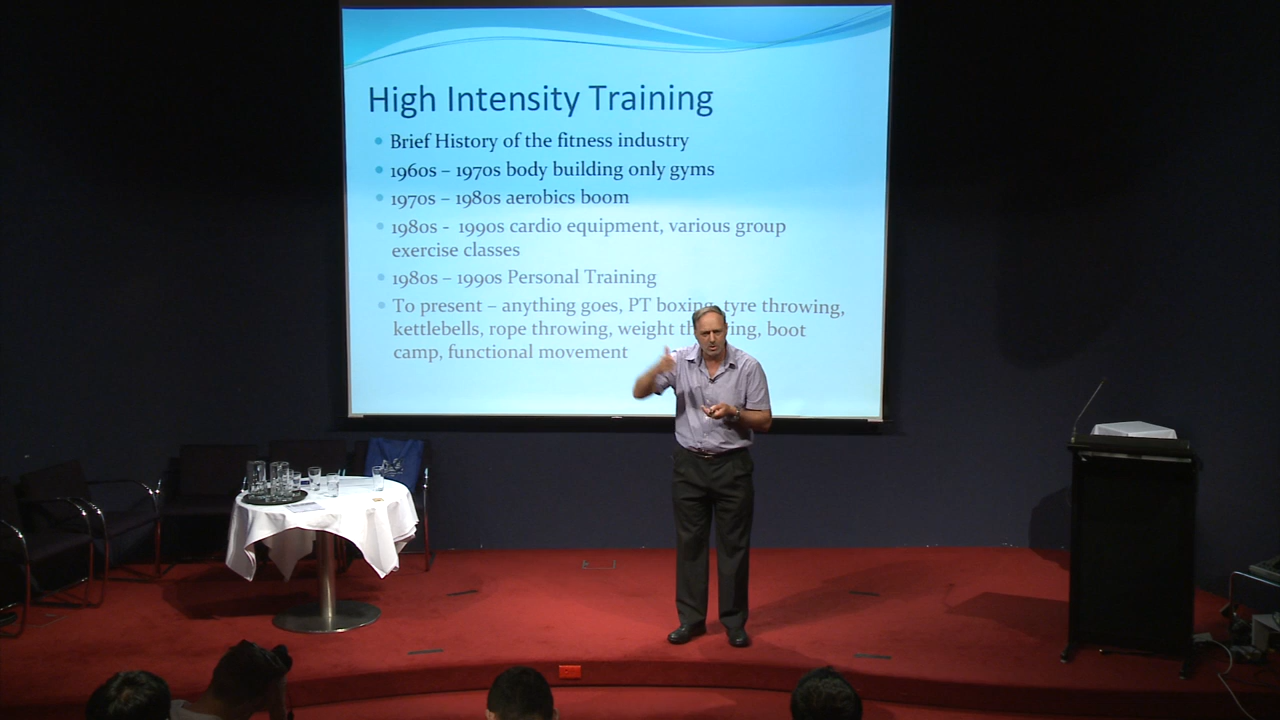 High Intensity Training
Brief History of the fitness industry
1960s – 1970s body building only gyms
1970s – 1980s aerobics boom
1980s - 1990s cardio equipment, various group
exercise classes
1980s – 1990s Personal Training
To present – anything goes, PT boxing, tyre throwing,
kettlebells, rope throwing, weight boot
camp, functional movement